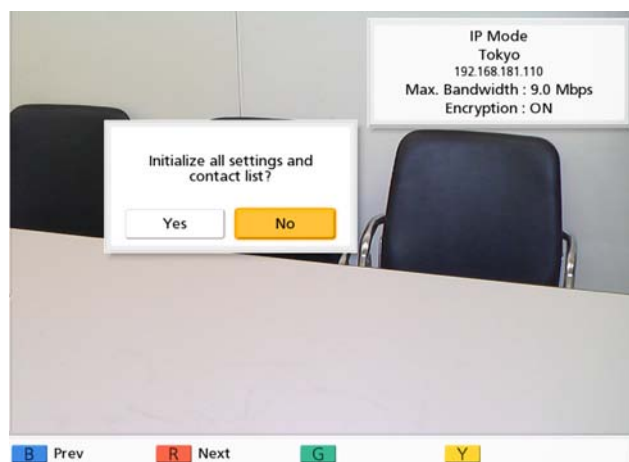 IP Mode
Tokyo
192.168.181.110
Max. Bandwidth : 9.0 Mbps
Encryption : ON
Initialize all settings and
contact list?
Yes No
B Prev R Next G Y